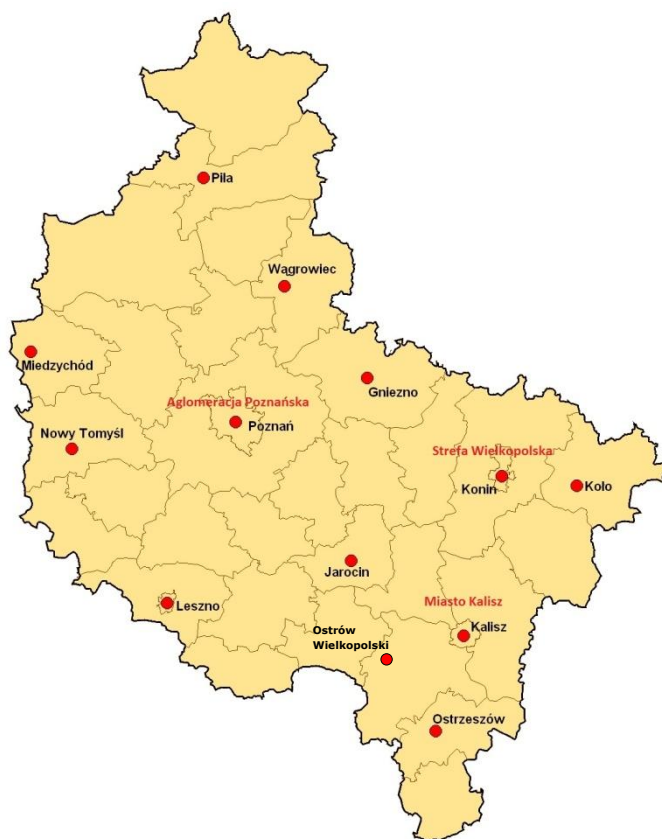 Pila
Wągrowiec
Miedzychód
Gniezno
Aglomeracja Poznańska
Poznań
Nowy Tomyśl
Strefa Wielkopolska
Konin
Koło
Jarocin
Leszno
Miasto Kalisz
Kalisz
Ostrów
Wielkopolski
Ostrzeszów